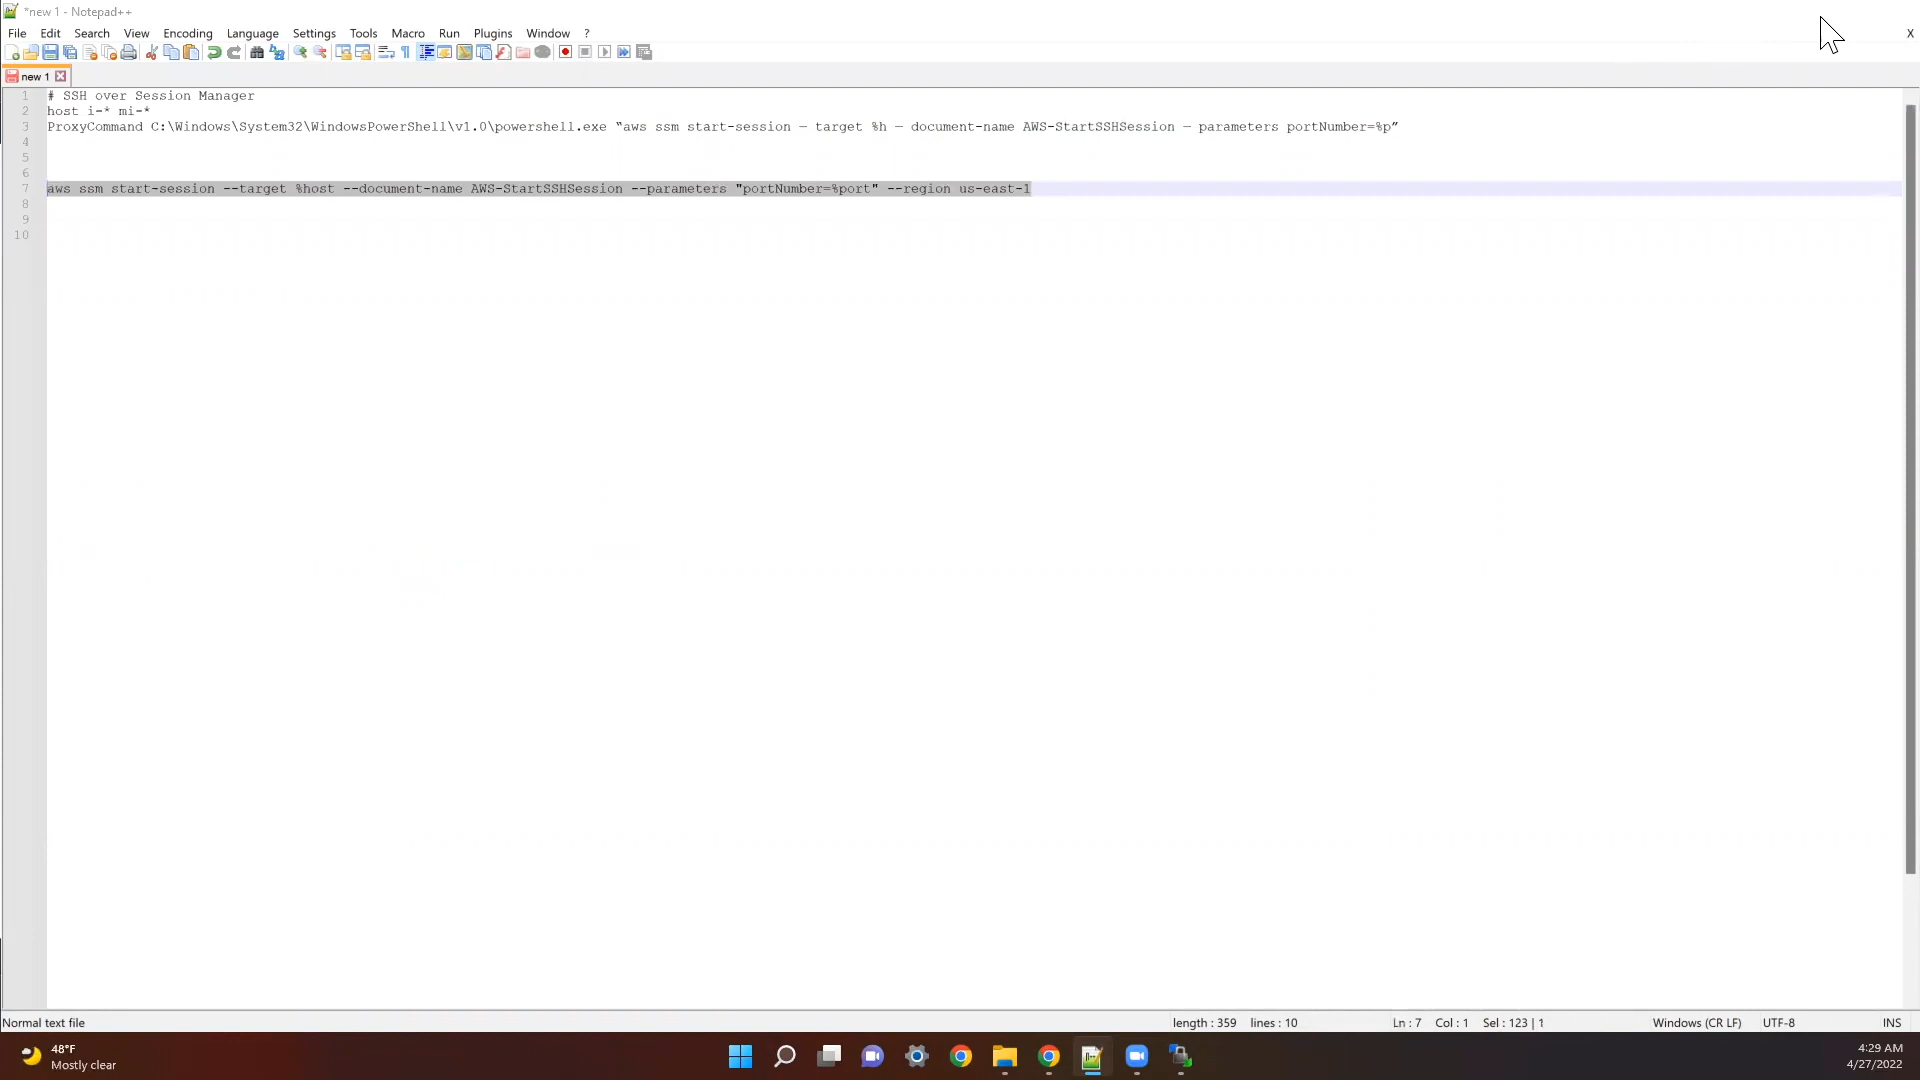 *new 1 - Notepad++
File Edit Search View Encoding Language Settings Tools Macro Run Plugins Window ? X
new 1
1 # SSH over Session Manager
2 host i-* mi-*
3 ProxyCommand C:\Windows\System32\WindowsPowerShell\v1.0\powershell.exe “aws ssm start-session — target %h — document-name AWS-StartSSHSession — parameters portNumber=%p”
4
5
6
7 aws ssm start-session --target %host --document-name AWS-StartSSHSession --parameters "portNumber=%port" --region us-east-1
8
9
10
Normal text file length : 359 lines : 10 Ln : 7 Col : 1 Sel : 123 | 1 Windows (CR LF) UTF-8 INS
48°F
Mostly clear
4:29 AM
4/27/2022